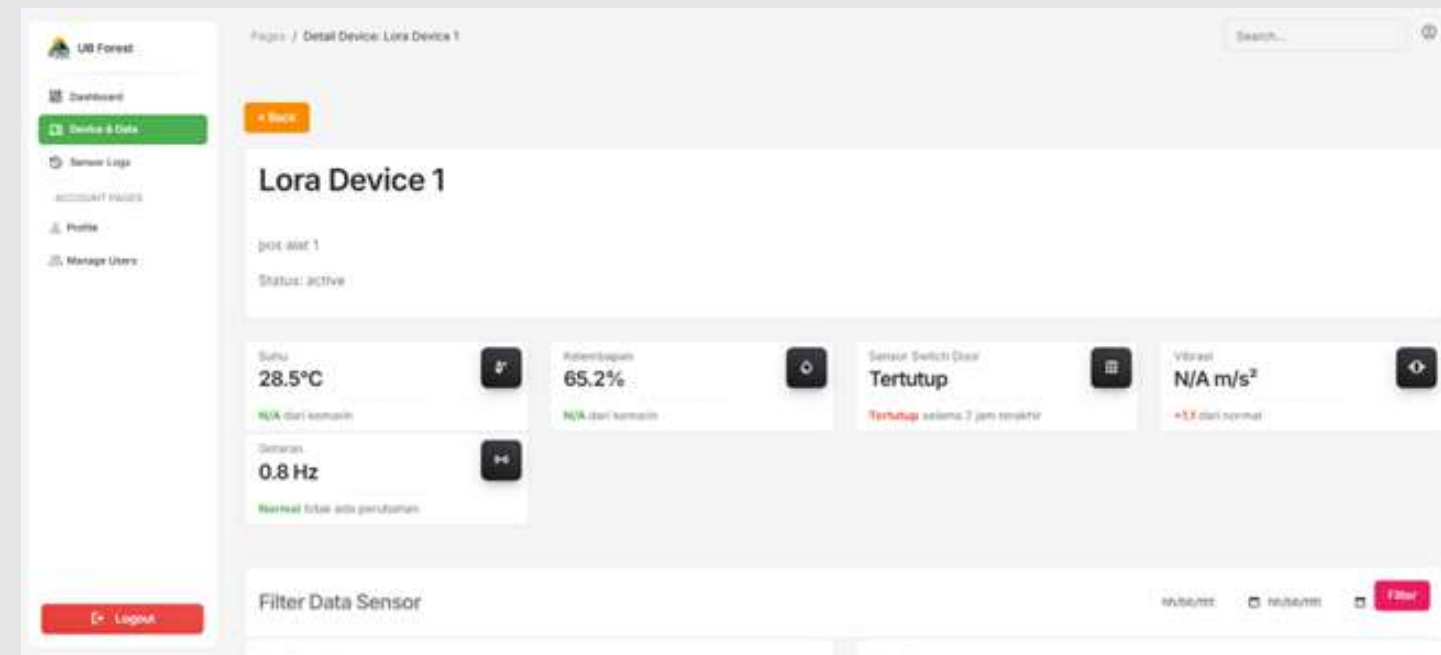 UB Forest
Dashboard
Device & Data
Sensor Logs
ACCOUNT PAGES
Profile
Manage Users
Logout
Pages / Detail Device: Lora Device 1
Search...
< Back
Lora Device 1
pos alat 1
Status: active
Suhu
28.5°C
N/A dari kemarin
Kelembapan
65.2%
N/A dari kemarin
Sensor Switch Door
Tertutup
Tertutup selama 2 jam terakhir
Vibrasi
N/A m/s²
+1.1 dari normal
Getaran
0.8 Hz
Normal tidak ada perubahan
Filter Data Sensor
Filter